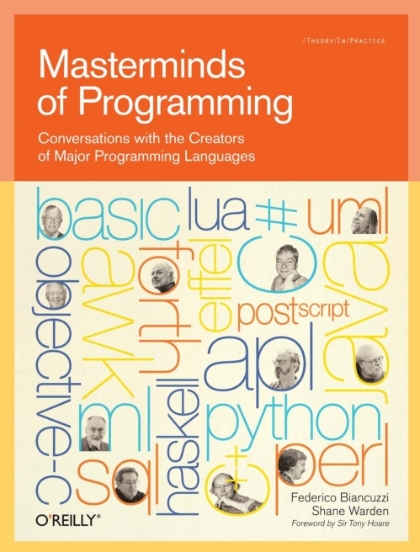 /THEORY/IN/PRACTICE
Masterminds
of Programming
Conversations with the Creators
of Major Programming Languages
basic
lua
C#
uml
objective-c
awk
forth
eiffel
postscript
java
apl
ml
haskell
python
sql
C++
perl
Federico Biancuzzi
Shane Warden
Foreword by Sir Tony Hoare
O'REILLY®